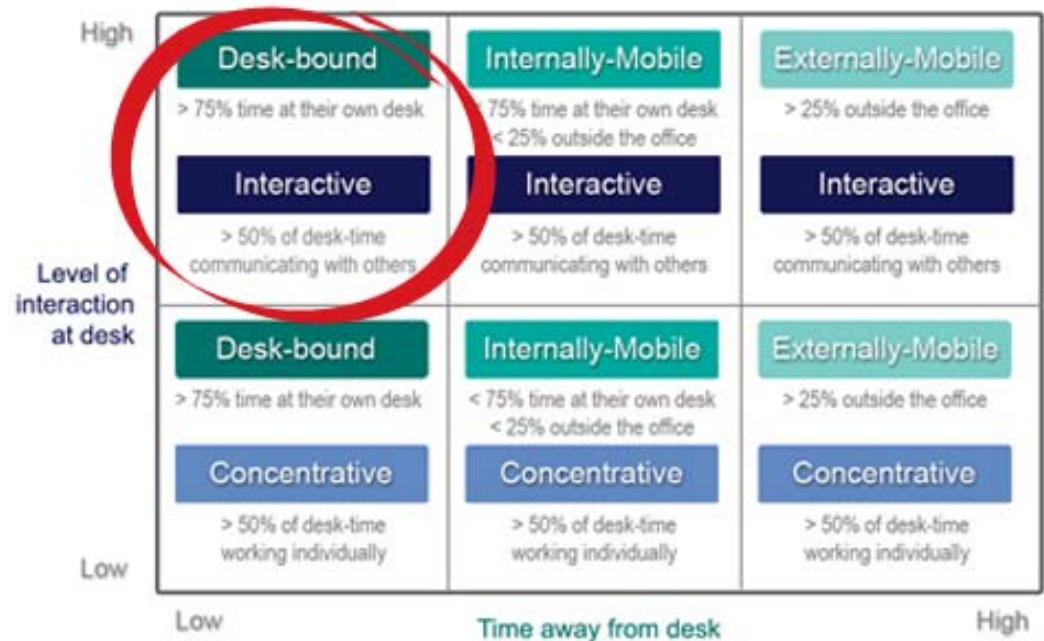 High
Desk-bound
> 75% time at their own desk
Interactive
> 50% of desk-time
communicating with others
Internally-Mobile
< 75% time at their own desk
< 25% outside the office
Interactive
> 50% of desk-time
communicating with others
Externally-Mobile
> 25% outside the office
Interactive
> 50% of desk-time
communicating with others
Level of
interaction
at desk
Desk-bound
> 75% time at their own desk
Concentrative
> 50% of desk-time
working individually
Internally-Mobile
< 75% time at their own desk
< 25% outside the office
Concentrative
> 50% of desk-time
working individually
Externally-Mobile
> 25% outside the office
Concentrative
> 50% of desk-time
working individually
Low
Low
Time away from desk
High